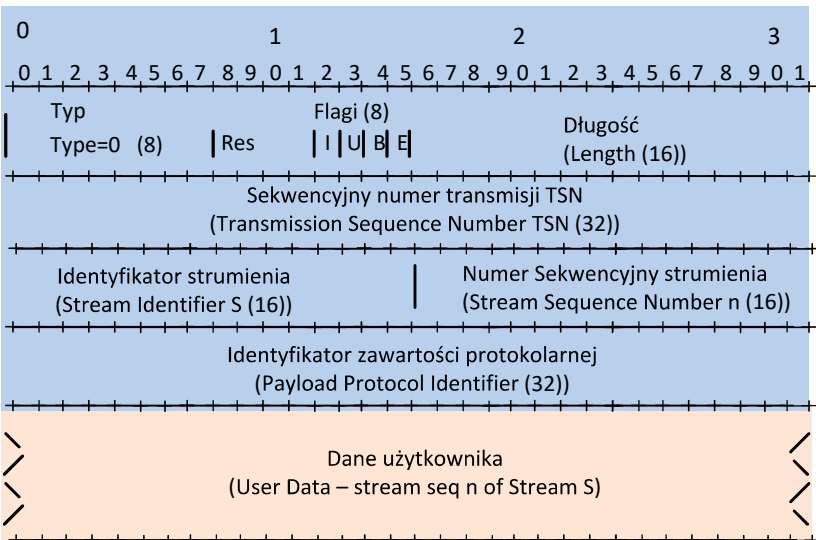 0 1 2 3
0 1 2 3 4 5 6 7 8 9 0 1 2 3 4 5 6 7 8 9 0 1 2 3 4 5 6 7 8 9 0 1
Typ
Type=0 (8)
Res
Flagi (8)
I U B E
Długość
(Length (16))
Sekwencyjny numer transmisji TSN
(Transmission Sequence Number TSN (32))
Identyfikator strumienia
(Stream Identifier S (16))
Numer Sekwencyjny strumienia
(Stream Sequence Number n (16))
Identyfikator zawartości protokolarnej
(Payload Protocol Identifier (32))
Dane użytkownika
(User Data – stream seq n of Stream S)